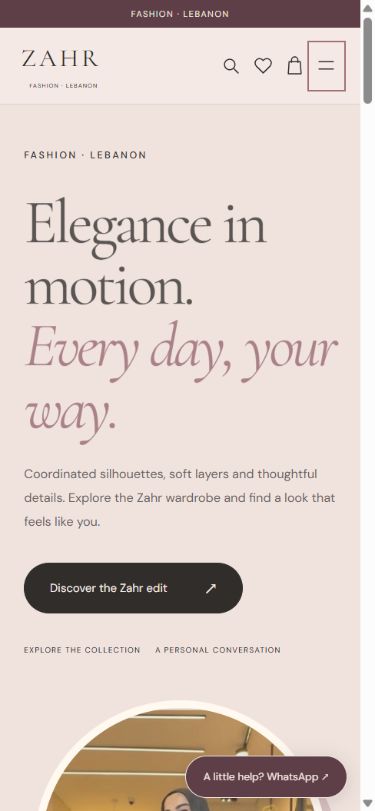 FASHION · LEBANON
ZAHR
FASHION · LEBANON
FASHION · LEBANON
Elegance in
motion.
Every day, your
way.
Coordinated silhouettes, soft layers and thoughtful
details. Explore the Zahr wardrobe and find a look that
feels like you.
Discover the Zahr edit ↗
EXPLORE THE COLLECTION A PERSONAL CONVERSATION
A little help? WhatsApp ↗